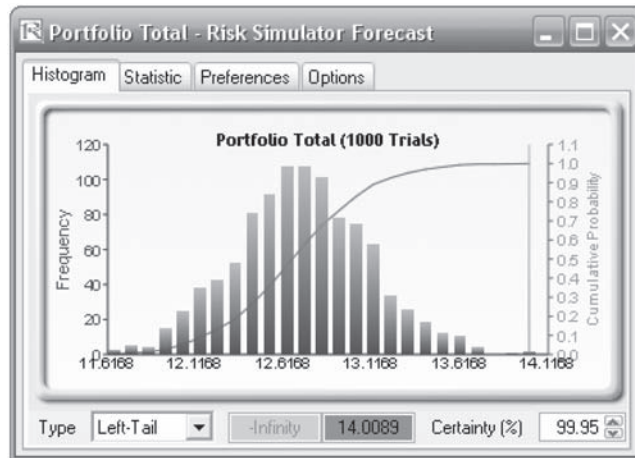 Portfolio Total - Risk Simulator Forecast
Histogram Statistic Preferences Options
Portfolio Total (1000 Trials)
Frequency
120
100
80
60
40
20
0
11.6168 12.1168 12.6168 13.1168 13.6168 14.1168
1.1
1.0
0.9
0.8
0.7
0.6
0.5
0.4
0.3
0.2
0.1
0.0
Cumulative Probability
Type Left-Tail -Infinity 14.0089 Certainty (%) 99.95